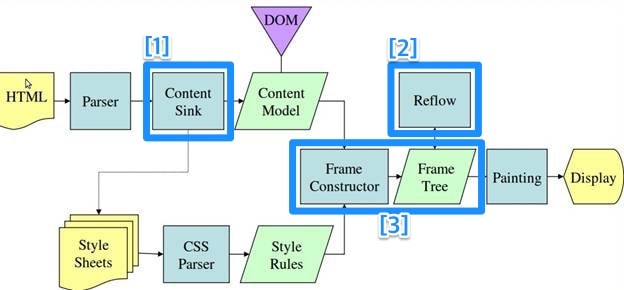 DOM
[1]
[2]
HTML
Parser
Content
Sink
Content
Model
Reflow
Frame
Constructor
Frame
Tree
Painting
Display
[3]
Style
Sheets
CSS
Parser
Style
Rules